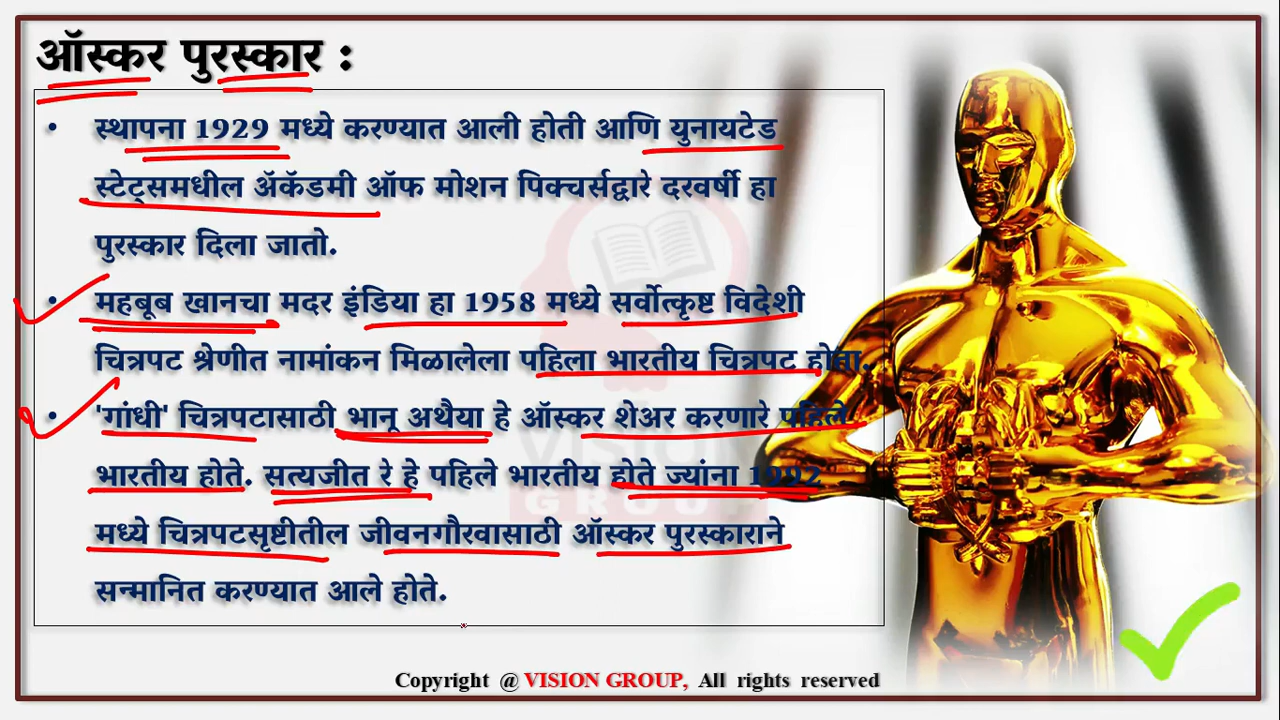 ऑस्कर पुरस्कार :
• स्थापना 1929 मध्ये करण्यात आली होती आणि युनायटेड
स्टेट्समधील ॲकॅडमी ऑफ मोशन पिक्चर्सद्वारे दरवर्षी हा
पुरस्कार दिला जातो.
• महबूब खानचा मदर इंडिया हा 1958 मध्ये सर्वोत्कृष्ट विदेशी
चित्रपट श्रेणीत नामांकन मिळालेला पहिला भारतीय चित्रपट होता.
• 'गांधी' चित्रपटासाठी भानू अथैया हे ऑस्कर शेअर करणारे पहिले
भारतीय होते. सत्यजीत रे हे पहिले भारतीय होते ज्यांना 1992
मध्ये चित्रपटसृष्टीतील जीवनगौरवासाठी ऑस्कर पुरस्काराने
सन्मानित करण्यात आले होते.
VISION
GROUP
Copyright @ VISION GROUP, All rights reserved